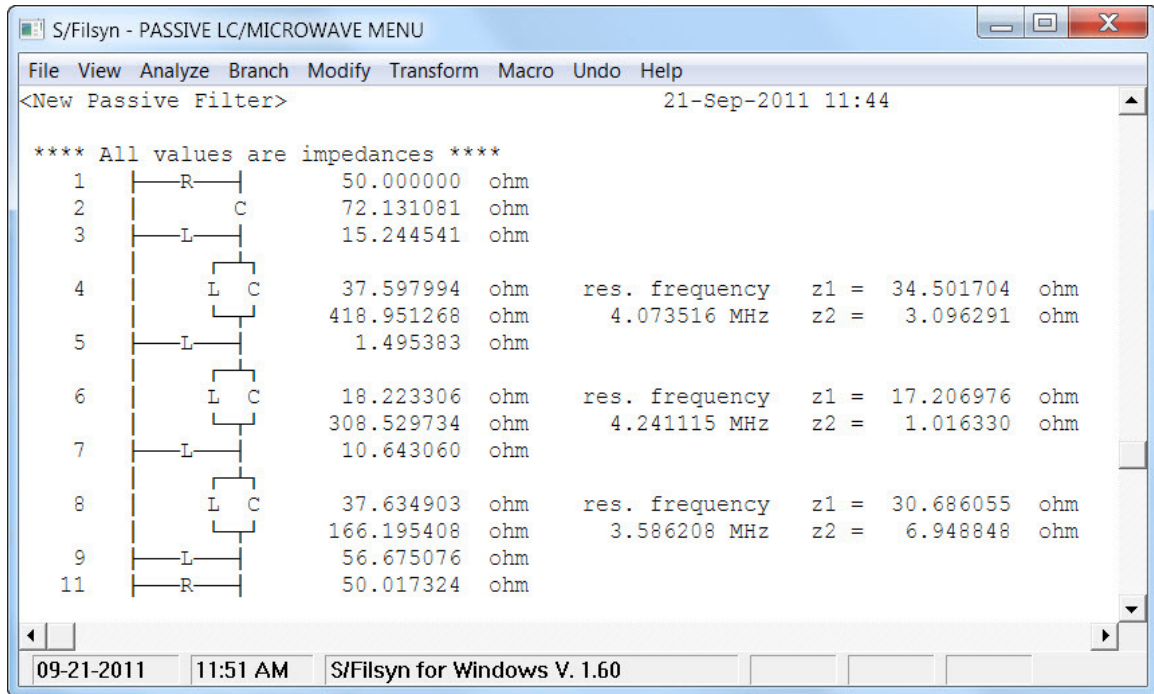 S/Filsyn - PASSIVE LC/MICROWAVE MENU
File View Analyze Branch Modify Transform Macro Undo Help
<New Passive Filter> 21-Sep-2011 11:44
**** All values are impedances ****
1 R 50.000000 ohm
2 C 72.131081 ohm
3 L 15.244541 ohm
4 L C 37.597994 ohm res. frequency z1 = 34.501704 ohm
418.951268 ohm 4.073516 MHz z2 = 3.096291 ohm
5 L 1.495383 ohm
6 L C 18.223306 ohm res. frequency z1 = 17.206976 ohm
308.529734 ohm 4.241115 MHz z2 = 1.016330 ohm
7 L 10.643060 ohm
8 L C 37.634903 ohm res. frequency z1 = 30.686055 ohm
166.195408 ohm 3.586208 MHz z2 = 6.948848 ohm
9 L 56.675076 ohm
11 R 50.017324 ohm
09-21-2011 11:51 AM S/Filsyn for Windows V. 1.60